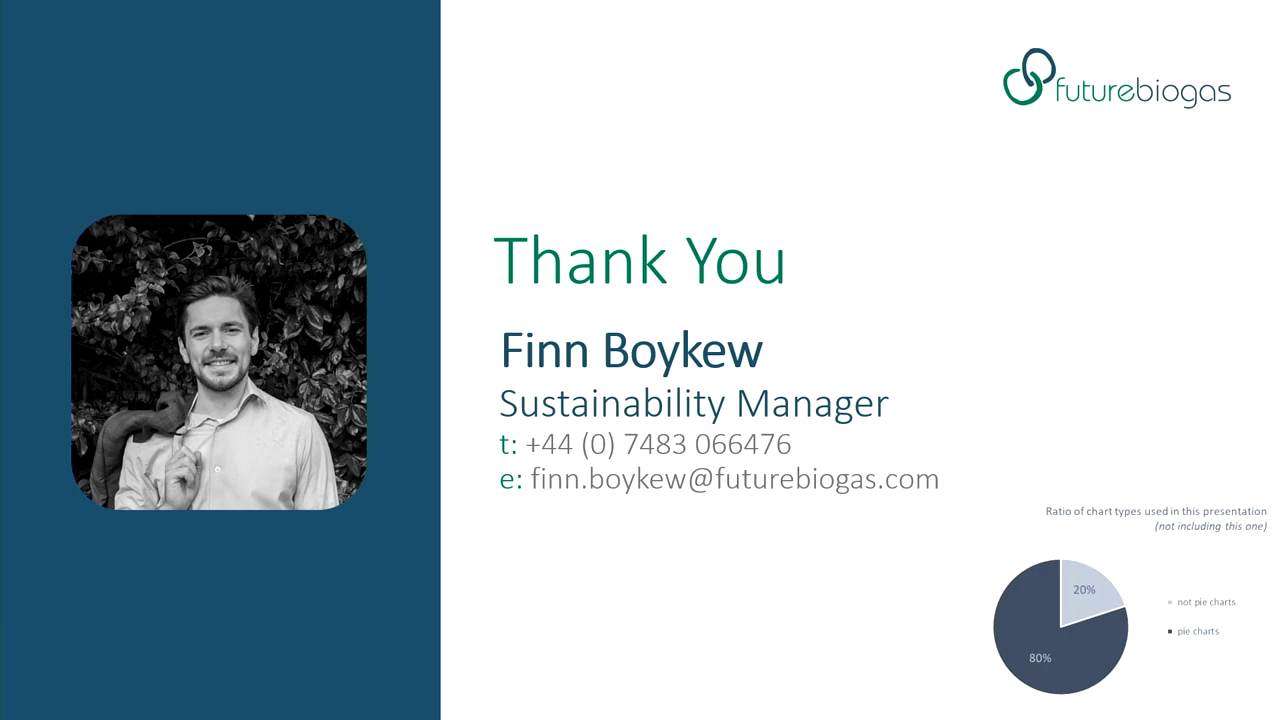 futurebiogas
Thank You
Finn Boykew
Sustainability Manager
t: +44 (0) 7483 066476
e: finn.boykew@futurebiogas.com
Ratio of chart types used in this presentation
(not including this one)
20%
80%
not pie charts
pie charts